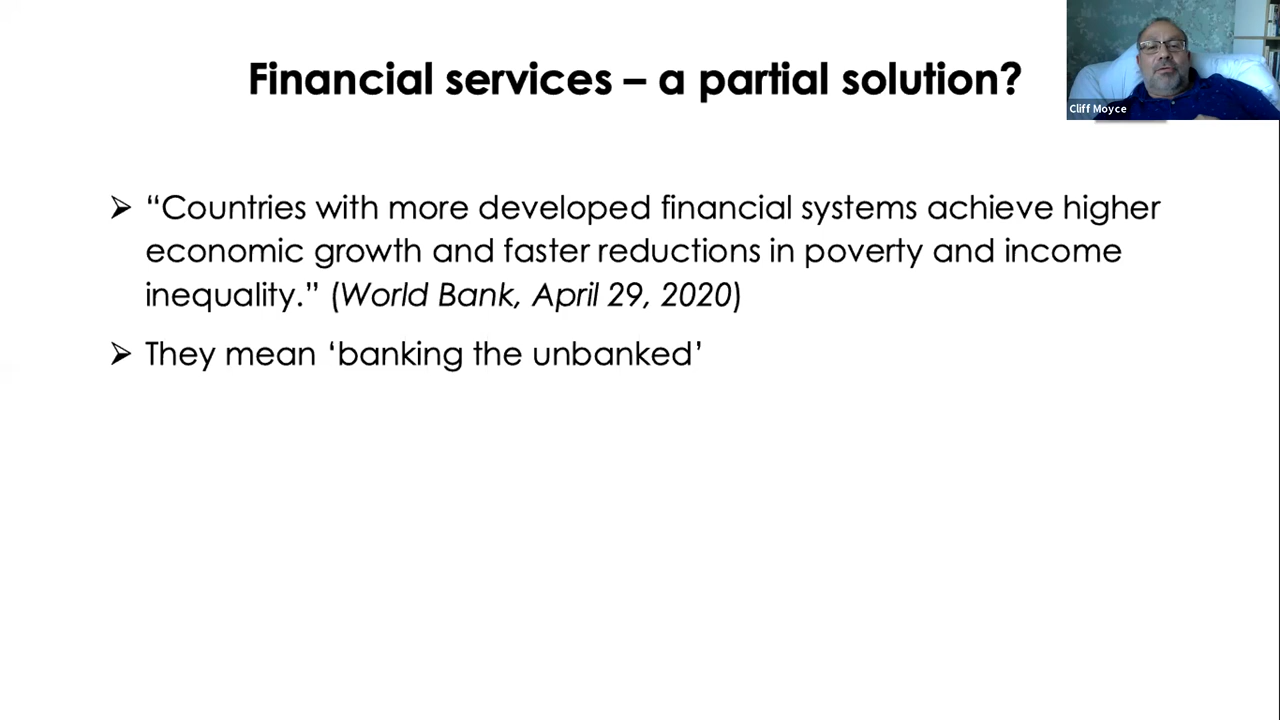 Financial services – a partial solution?
Cliff Moyce
➢ “Countries with more developed financial systems achieve higher
economic growth and faster reductions in poverty and income
inequality.” (World Bank, April 29, 2020)
➢ They mean ‘banking the unbanked’